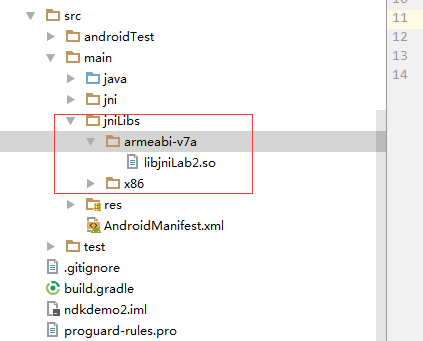 src
androidTest
main
java
jni
jniLibs
armeabi-v7a
libjniLab2.so
x86
res
AndroidManifest.xml
test
.gitignore
build.gradle
ndkdemo2.iml
proguard-rules.pro
11
12
13
14